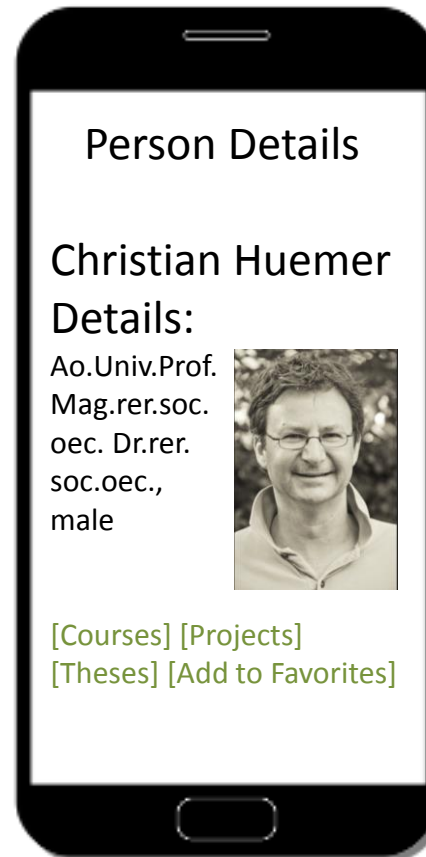 Person Details
Christian Huemer
Details:
Ao.Univ.Prof.
Mag.rer.soc.
oec. Dr.rer.
soc.oec.,
male
[Courses] [Projects]
[Theses] [Add to Favorites]